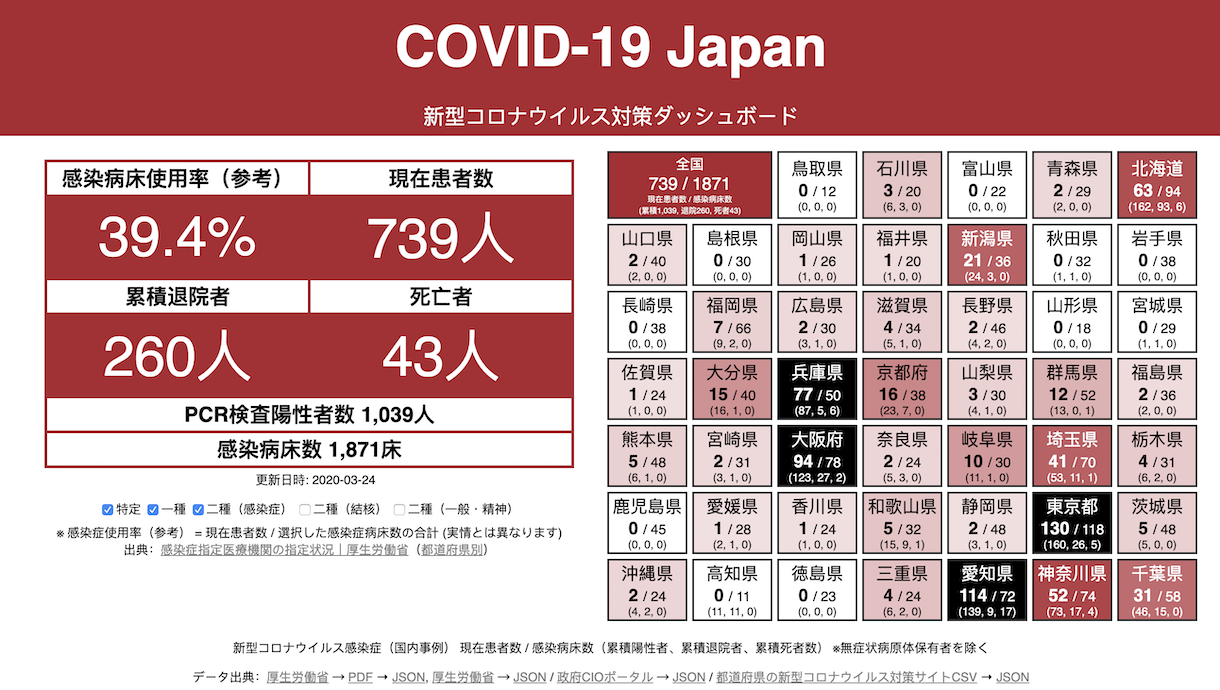 COVID-19 Japan
新型コロナウイルス対策ダッシュボード
感染病床使用率（参考）
現在患者数
39.4%
739人
累積退院者
死亡者
260人
43人
PCR検査陽性者数 1,039人
感染病床数 1,871床
更新日時: 2020-03-24
特定 一種 二種（感染症） 二種（結核） 二種（一般・精神）
※ 感染症使用率（参考） = 現在患者数 / 選択した感染症病床数の合計 (実情とは異なります)
出典： 感染症指定医療機関の指定状況｜厚生労働省（都道府県別）
全国
739 / 1871
現在患者数 / 感染病床数
(累積1,039, 退院260, 死者43)
鳥取県
0 / 12
(0, 0, 0)
石川県
3 / 20
(6, 3, 0)
富山県
0 / 22
(0, 0, 0)
青森県
2 / 29
(2, 0, 0)
北海道
63 / 94
(162, 93, 6)
山口県
2 / 40
(2, 0, 0)
島根県
0 / 30
(0, 0, 0)
岡山県
1 / 26
(1, 0, 0)
福井県
1 / 20
(1, 0, 0)
新潟県
21 / 36
(24, 3, 0)
秋田県
0 / 32
(1, 1, 0)
岩手県
0 / 38
(0, 0, 0)
長崎県
0 / 38
(0, 0, 0)
福岡県
7 / 66
(9, 2, 0)
広島県
2 / 30
(3, 1, 0)
滋賀県
4 / 34
(5, 1, 0)
長野県
2 / 46
(4, 2, 0)
山形県
0 / 18
(0, 0, 0)
宮城県
0 / 29
(1, 1, 0)
佐賀県
1 / 24
(1, 0, 0)
大分県
15 / 40
(16, 1, 0)
兵庫県
77 / 50
(87, 5, 6)
京都府
16 / 38
(23, 7, 0)
山梨県
3 / 30
(4, 1, 0)
群馬県
12 / 52
(13, 0, 1)
福島県
2 / 36
(2, 0, 0)
熊本県
5 / 48
(6, 1, 0)
宮崎県
2 / 31
(3, 1, 0)
大阪府
94 / 78
(123, 27, 2)
奈良県
2 / 24
(5, 3, 0)
岐阜県
10 / 30
(11, 1, 0)
埼玉県
41 / 70
(53, 11, 1)
栃木県
4 / 31
(6, 2, 0)
鹿児島県
0 / 45
(0, 0, 0)
愛媛県
1 / 28
(2, 1, 0)
香川県
1 / 24
(1, 0, 0)
和歌山県
5 / 32
(15, 9, 1)
静岡県
2 / 48
(3, 1, 0)
東京都
130 / 118
(160, 26, 5)
茨城県
5 / 48
(5, 0, 0)
沖縄県
2 / 24
(4, 2, 0)
高知県
0 / 11
(11, 11, 0)
徳島県
0 / 23
(0, 0, 0)
三重県
4 / 24
(6, 2, 0)
愛知県
114 / 72
(139, 9, 17)
神奈川県
52 / 74
(73, 17, 4)
千葉県
31 / 58
(46, 15, 0)
新型コロナウイルス感染症（国内事例） 現在患者数 / 感染病床数（累積陽性者、累積退院者、累積死者数） ※無症状病原体保有者を除く
データ出典： 厚生労働省 → PDF → JSON, 厚生労働省 → JSON / 政府CIOポータル → JSON / 都道府県の新型コロナウイルス対策サイトCSV → JSON